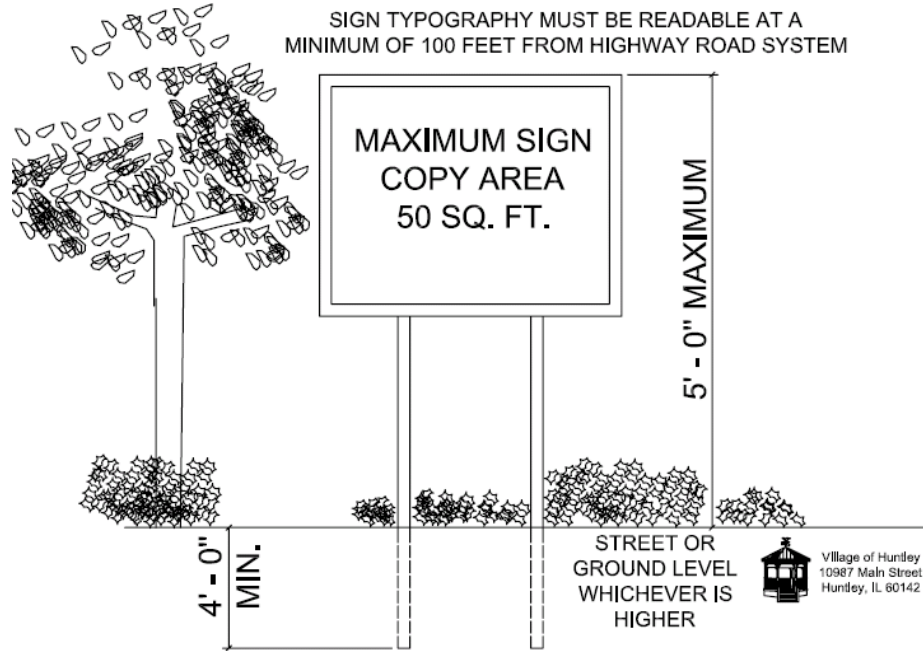 SIGN TYPOGRAPHY MUST BE READABLE AT A
MINIMUM OF 100 FEET FROM HIGHWAY ROAD SYSTEM
MAXIMUM SIGN
COPY AREA
50 SQ. FT.
5' - 0" MAXIMUM
4' - 0"
MIN.
STREET OR
GROUND LEVEL
WHICHEVER IS
HIGHER
Village of Huntley
10987 Main Street
Huntley, IL 60142